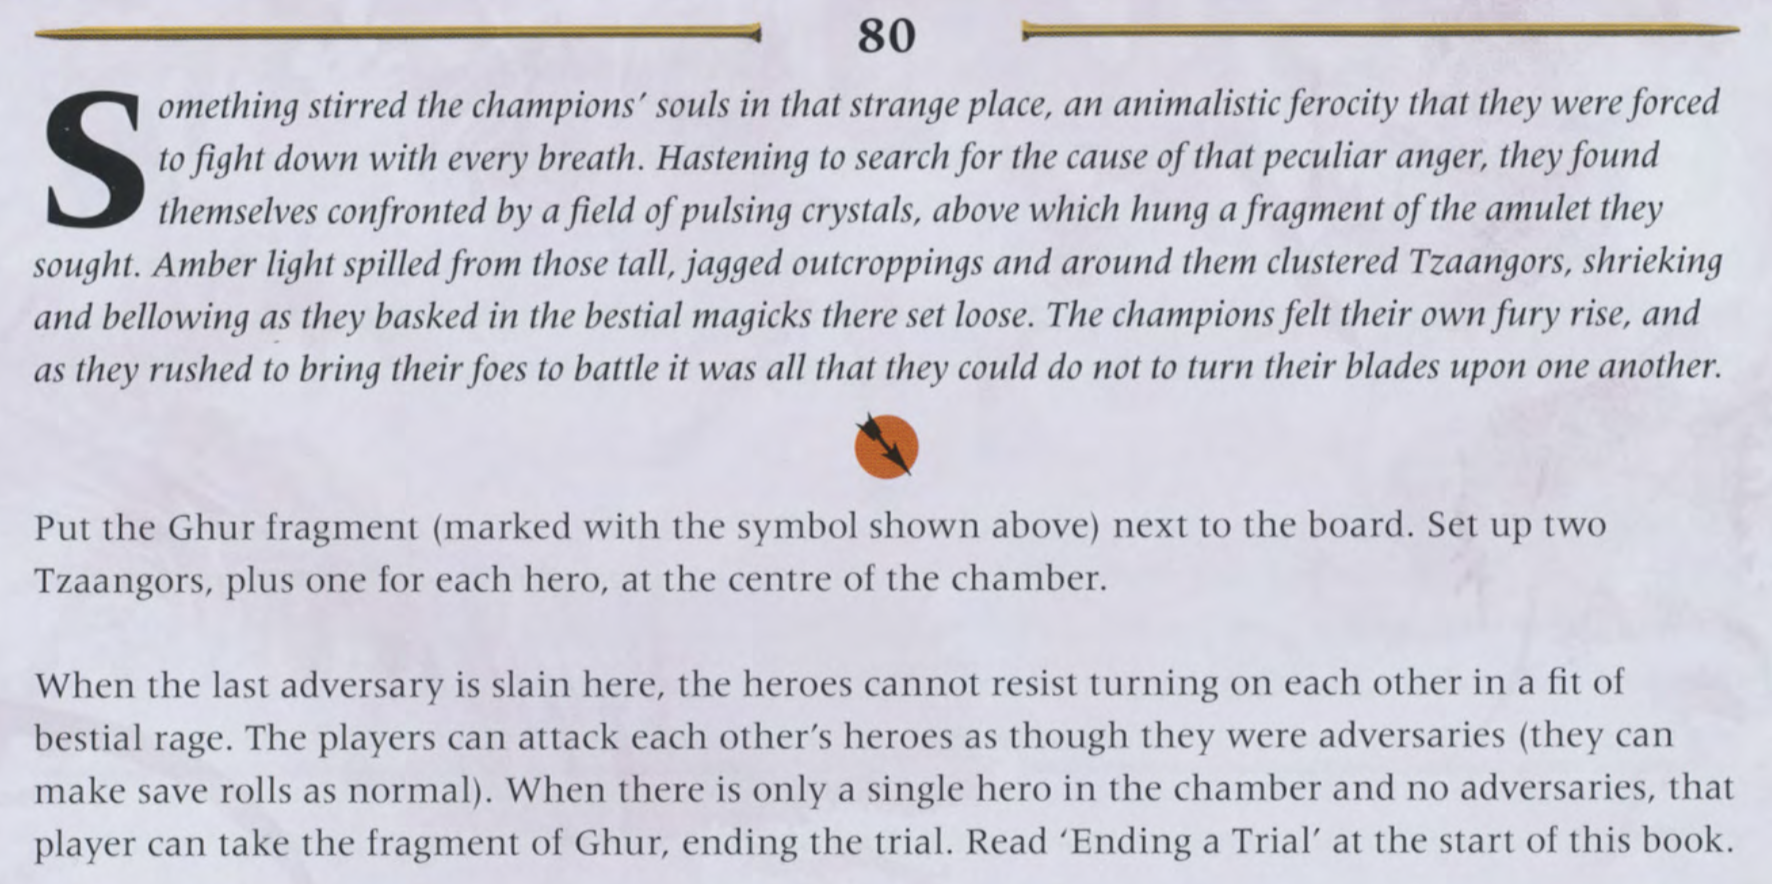 80
Something stirred the champions' souls in that strange place, an animalistic ferocity that they were forced
to fight down with every breath. Hastening to search for the cause of that peculiar anger, they found
themselves confronted by a field of pulsing crystals, above which hung a fragment of the amulet they
sought. Amber light spilled from those tall, jagged outcroppings and around them clustered Tzaangors, shrieking
and bellowing as they basked in the bestial magicks there set loose. The champions felt their own fury rise, and
as they rushed to bring their foes to battle it was all that they could do not to turn their blades upon one another.
Put the Ghur fragment (marked with the symbol shown above) next to the board. Set up two
Tzaangors, plus one for each hero, at the centre of the chamber.
When the last adversary is slain here, the heroes cannot resist turning on each other in a fit of
bestial rage. The players can attack each other's heroes as though they were adversaries (they can
make save rolls as normal). When there is only a single hero in the chamber and no adversaries, that
player can take the fragment of Ghur, ending the trial. Read 'Ending a Trial' at the start of this book.